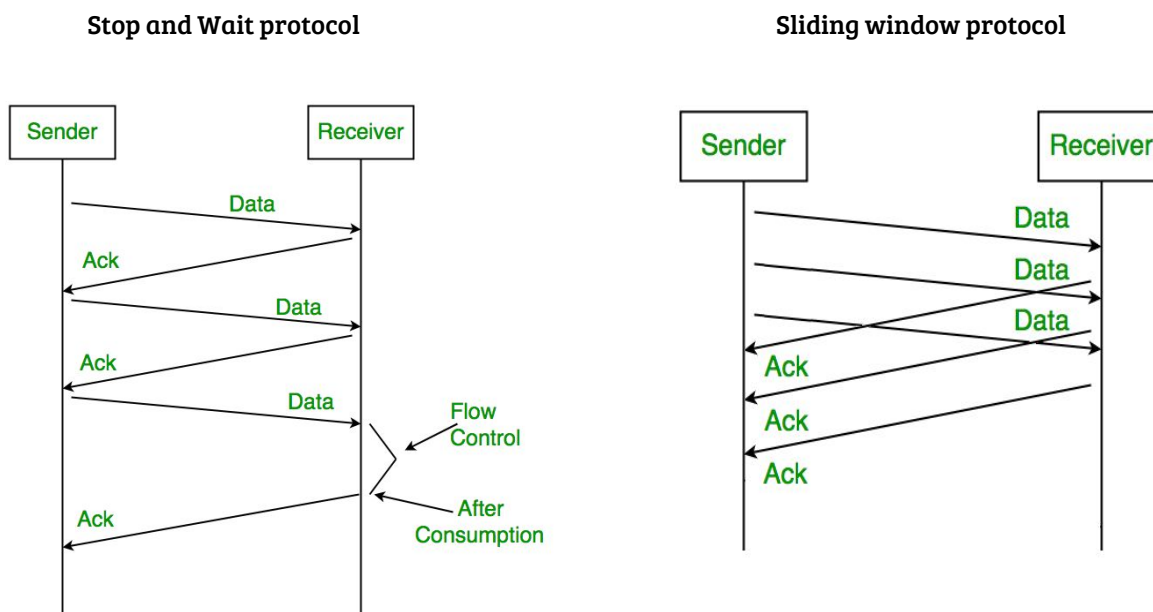 Stop and Wait protocol
Sender
Receiver
Data
Ack
Data
Ack
Data
Flow
Control
After
Consumption
Ack
Sliding window protocol
Sender
Receiver
Data
Data
Data
Ack
Ack
Ack